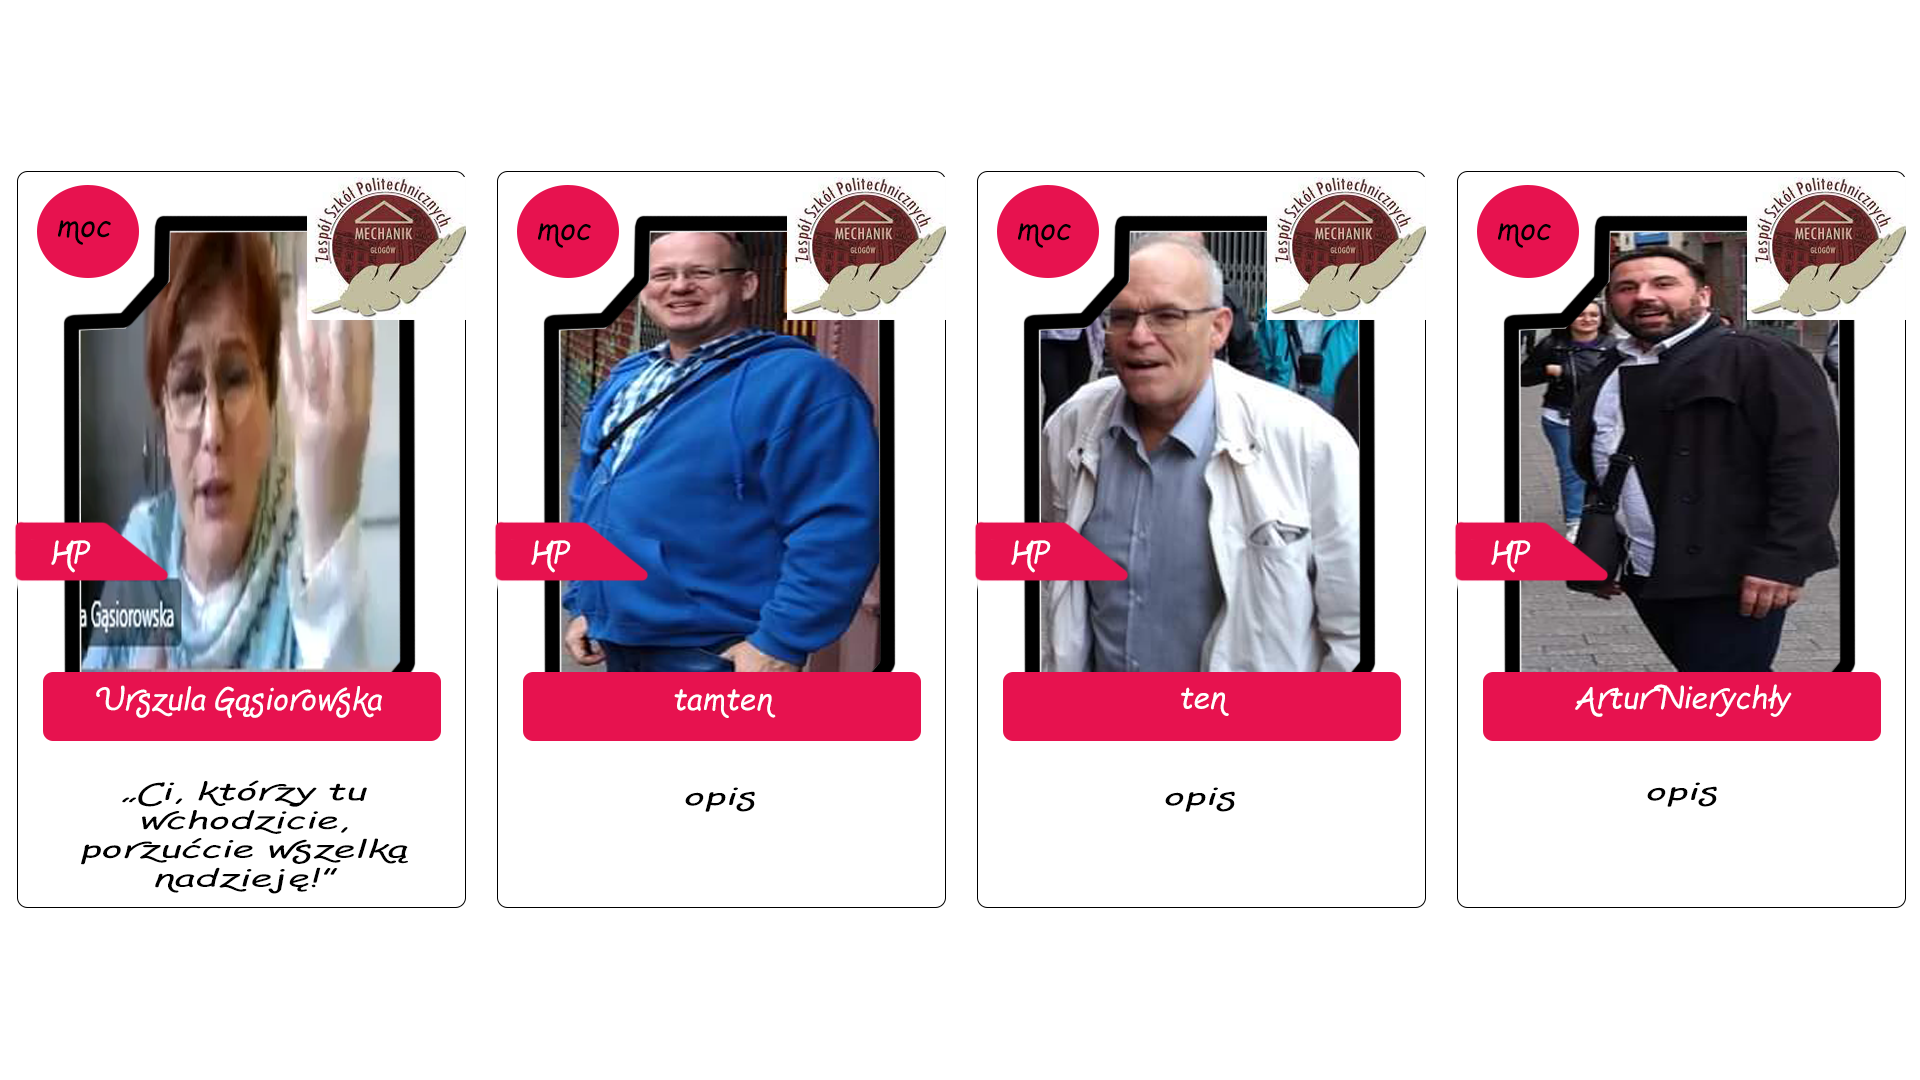 moc
Zespół Szkół Politechnicznych
MECHANIK
GŁOGÓW
HP
a Gąsiorowska
Urszula Gąsiorowska
„Ci, którzy tu
wchodzicie,
porzućcie wszelką
nadzieję!”
moc
Zespół Szkół Politechnicznych
MECHANIK
GŁOGÓW
HP
tamten
opis
moc
Zespół Szkół Politechnicznych
MECHANIK
GŁOGÓW
HP
ten
opis
moc
Zespół Szkół Politechnicznych
MECHANIK
GŁOGÓW
HP
Artur Nierychły
opis